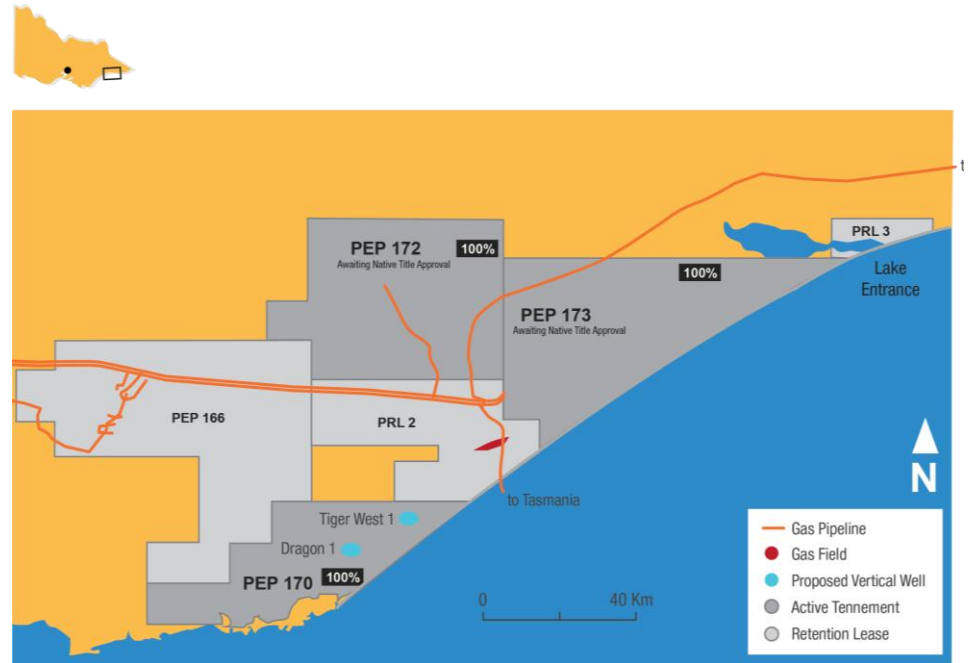 t
PRL 3
PEP 172
100%
Awaiting Native Title Approval
100%
Lake
Entrance
PEP 173
Awaiting Native Title Approval
PEP 166
PRL 2
N
to Tasmania
Tiger West 1
Dragon 1
PEP 170
100%
0
40 Km
Gas Pipeline
Gas Field
Proposed Vertical Well
Active Tennement
Retention Lease